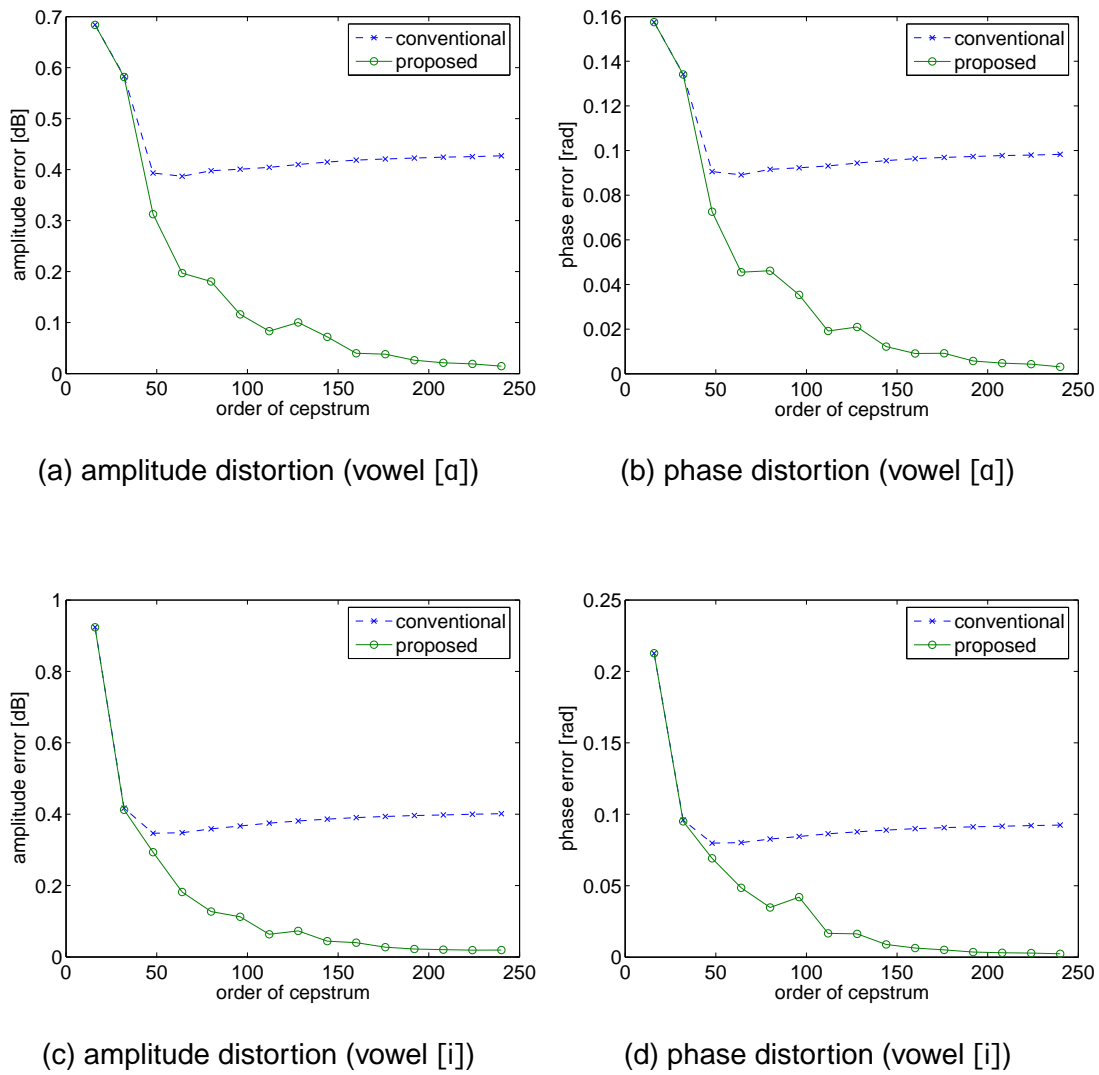 0.7
0.6
0.5
0.4
0.3
0.2
0.1
0
0 50 100 150 200 250
amplitude error [dB]
order of cepstrum
conventional
proposed
(a) amplitude distortion (vowel [ɑ])
0.16
0.14
0.12
0.1
0.08
0.06
0.04
0.02
0
0 50 100 150 200 250
phase error [rad]
order of cepstrum
conventional
proposed
(b) phase distortion (vowel [ɑ])
1
0.8
0.6
0.4
0.2
0
0 50 100 150 200 250
amplitude error [dB]
order of cepstrum
conventional
proposed
(c) amplitude distortion (vowel [i])
0.25
0.2
0.15
0.1
0.05
0
0 50 100 150 200 250
phase error [rad]
order of cepstrum
conventional
proposed
(d) phase distortion (vowel [i])